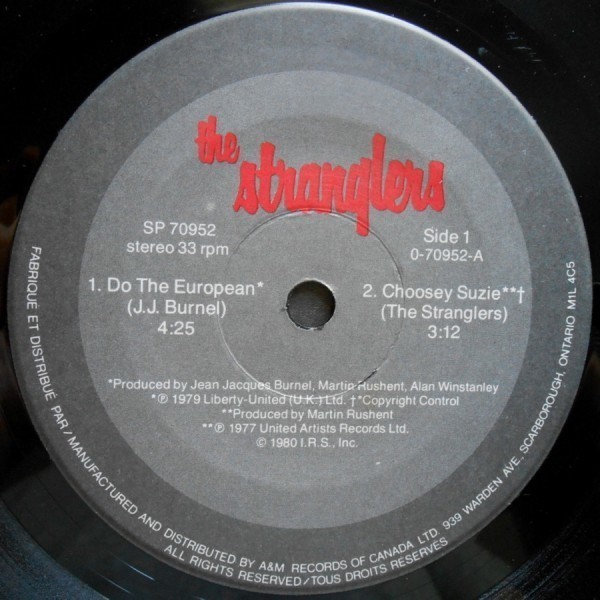 the
stranglers
SP 70952
stereo 33 rpm
Side 1
0-70952-A
1. Do The European*
(J.J. Burnel)
4:25
2. Choosey Suzie**†
(The Stranglers)
3:12
*Produced by Jean Jacques Burnel, Martin Rushent, Alan Winstanley
*℗ 1979 Liberty-United (U.K.) Ltd. †*Copyright Control
**Produced by Martin Rushent
**℗ 1977 United Artists Records Ltd.
© 1980 I.R.S., Inc.
FABRIQUÉ ET DISTRIBUÉ PAR / MANUFACTURED AND DISTRIBUTED BY A&M RECORDS OF CANADA LTD. 939 WARDEN AVE. SCARBOROUGH, ONTARIO M1L 4C5
ALL RIGHTS RESERVED/TOUS DROITS RESERVÉS